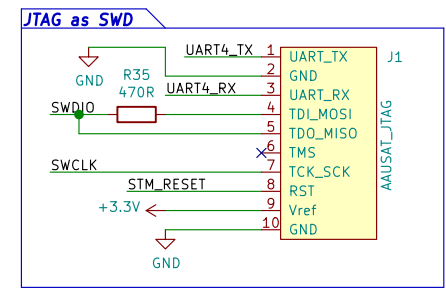 JTAG as SWD
UART4_TX 1 UART_TX J1
GND 2 GND
R35
470R UART4_RX 3 UART_RX
SWDIO 4 TDI_MOSI
5 TDO_MISO
6 TMS
SWCLK 7 TCK_SCK
STM_RESET 8 RST
+3.3V 9 Vref
10 GND
GND
AAUSAT_JTAG